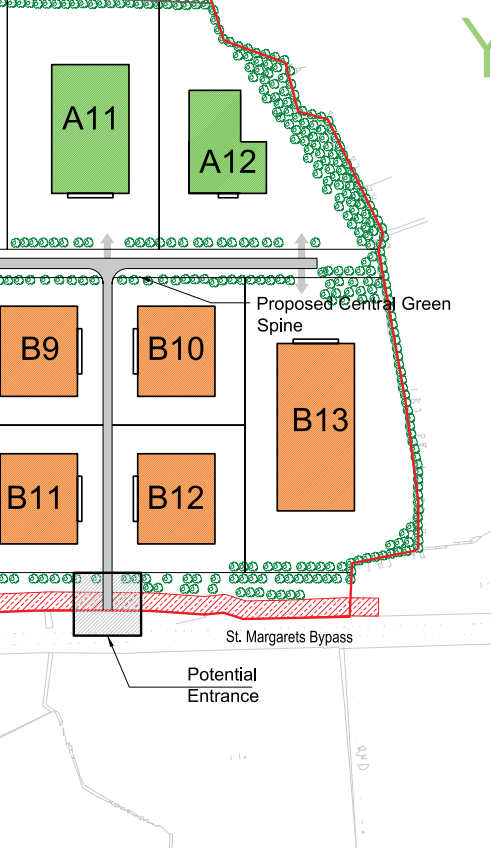 Y
A11
A12
Proposed Central Green
Spine
B9
B10
B13
B11
B12
St. Margarets Bypass
Potential
Entrance